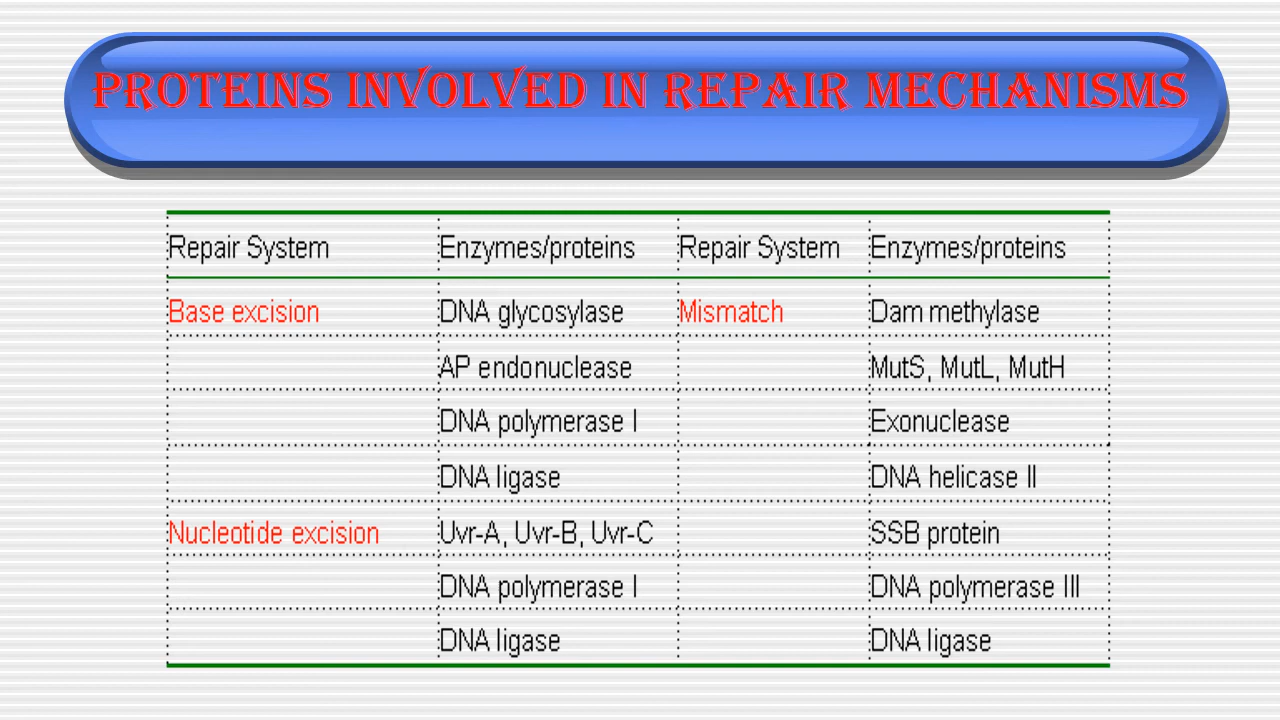 PROTEINS INVOLVED IN REPAIR MECHANISMS
Repair System Enzymes/proteins Repair System Enzymes/proteins
Base excision DNA glycosylase Mismatch Dam methylase
AP endonuclease MutS, MutL, MutH
DNA polymerase I Exonuclease
DNA ligase DNA helicase II
Nucleotide excision Uvr-A, Uvr-B, Uvr-C SSB protein
DNA polymerase I DNA polymerase III
DNA ligase DNA ligase